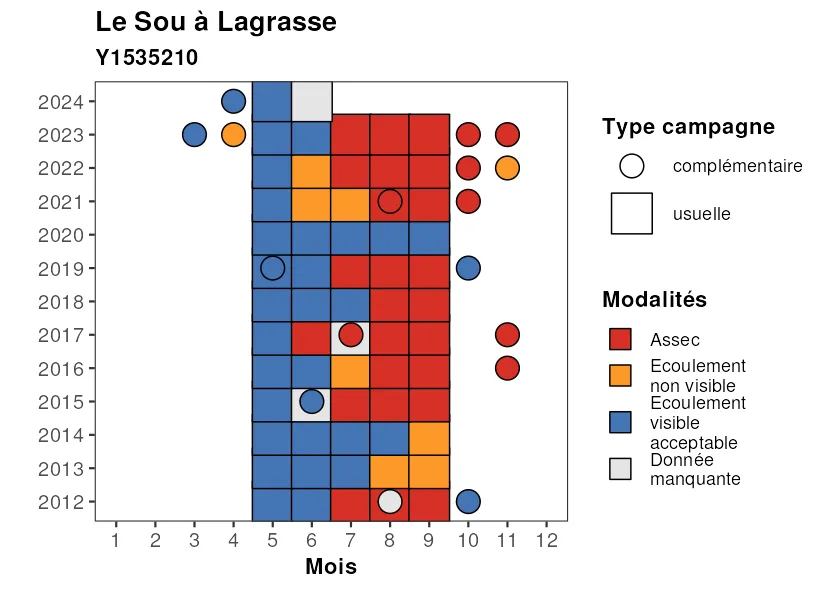 Le Sou à Lagrasse
Y1535210
2024
2023
2022
2021
2020
2019
2018
2017
2016
2015
2014
2013
2012
1 2 3 4 5 6 7 8 9 10 11 12
Mois
Type campagne
complémentaire
usuelle
Modalités
Assec
Ecoulement
non visible
Ecoulement
visible
acceptable
Donnée
manquante